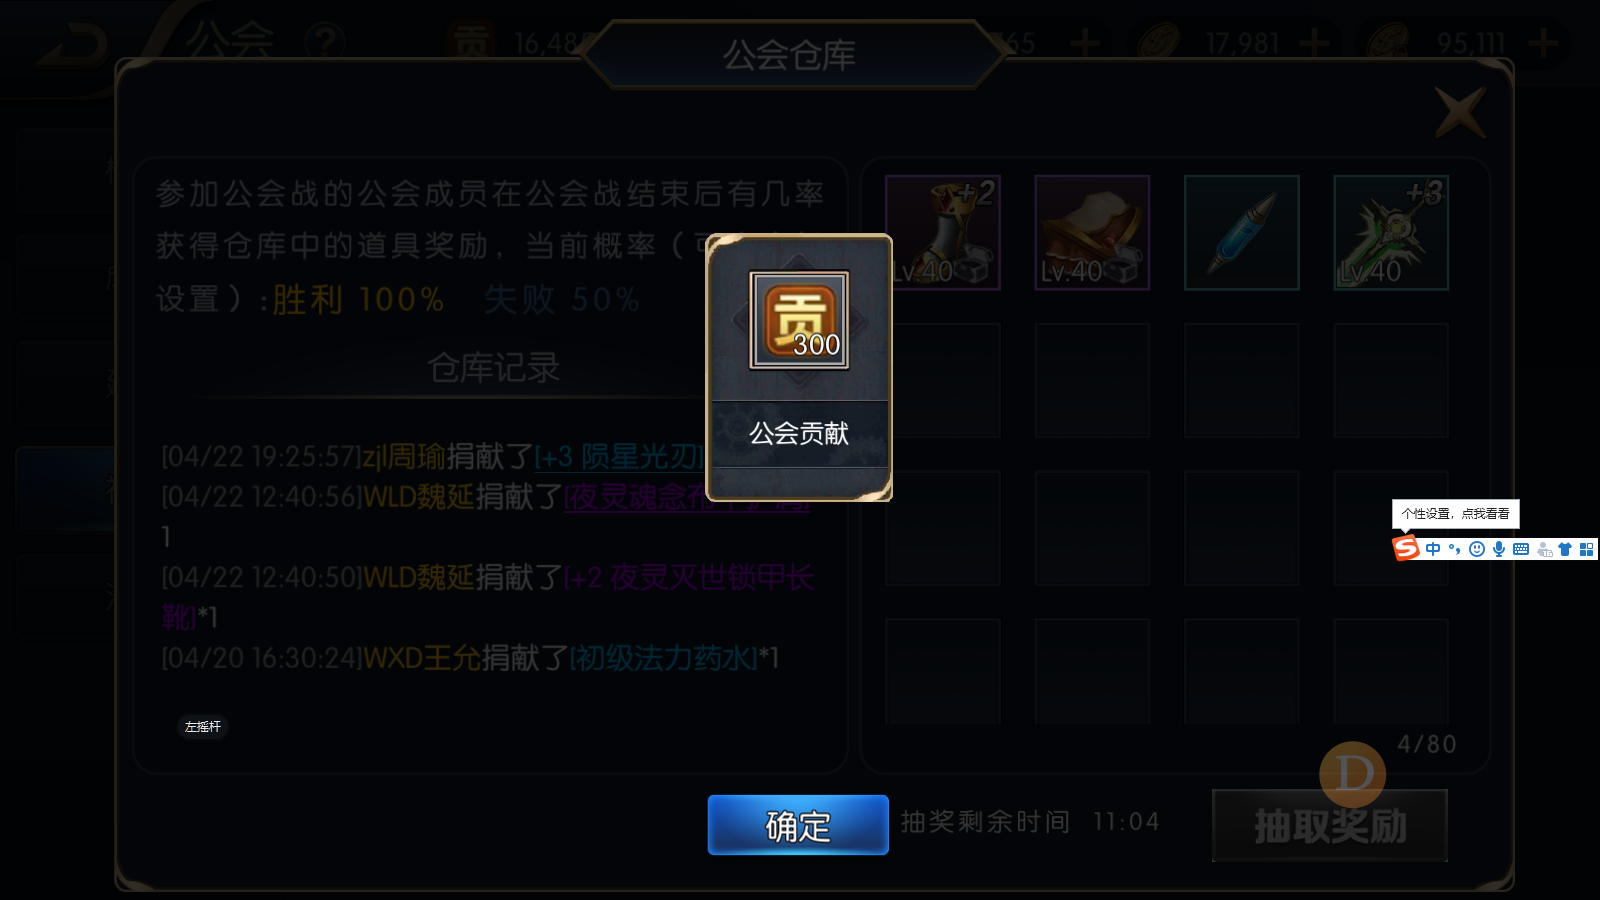 公会
?
贡
16,48
公会仓库
65
17,981
95,111
参加公会战的公会成员在公会战结束后有几率
获得仓库中的道具奖励，当前概率（
设置）:胜利 100% 失败 50%
仓库记录
[04/22 19:25:57]zjl周瑜捐献了[+3 陨星光刃]
[04/22 12:40:56]WLD魏延捐献了[夜灵魂念布
1
[04/22 12:40:50]WLD魏延捐献了[+2 夜灵灭世锁甲长
靴]*1
[04/20 16:30:24]WXD王允捐献了[初级法力药水]*1
左摇杆
+2
Lv.40
Lv.40
+3
Lv.40
贡
300
公会贡献
个性设置，点我看看
S
中
4/80
D
确定
抽奖剩余时间 11:04
抽取奖励